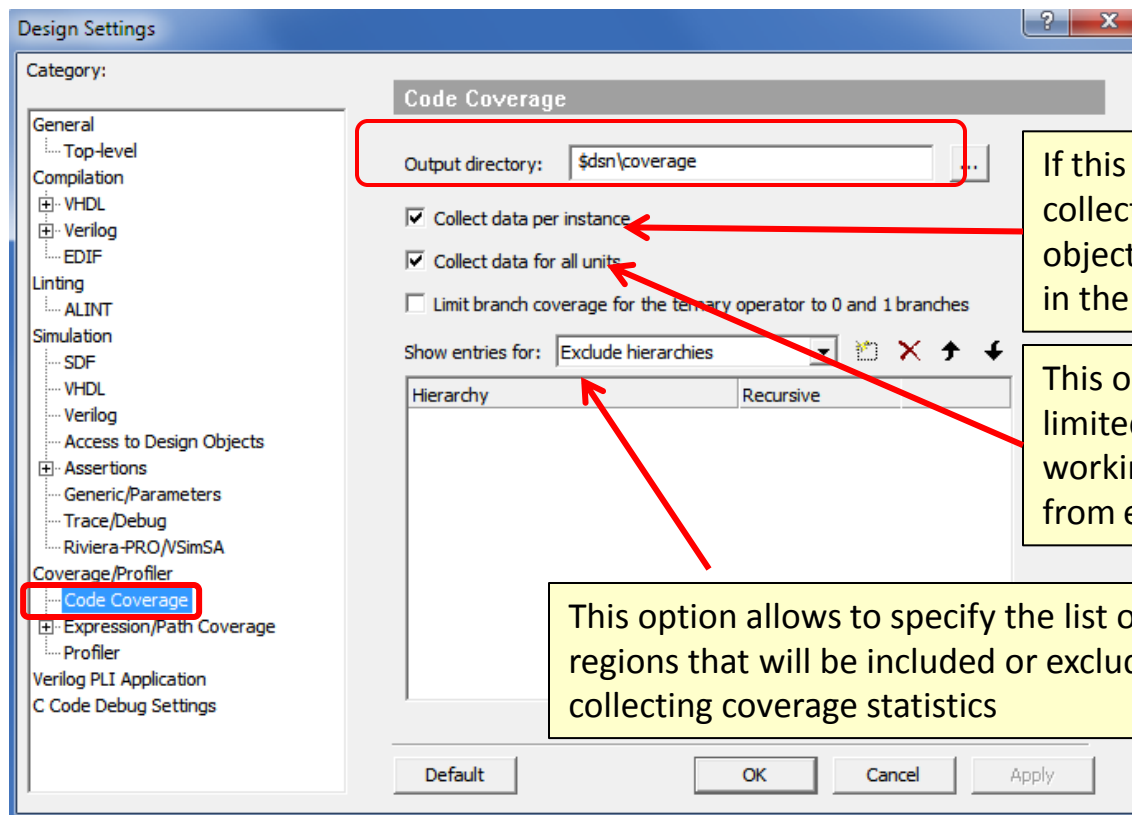 Design Settings
Category:
General
Top-level
Compilation
VHDL
Verilog
EDIF
Linting
ALINT
Simulation
SDF
VHDL
Verilog
Access to Design Objects
Assertions
Generic/Parameters
Trace/Debug
Riviera-PRO/VSimSA
Coverage/Profiler
Code Coverage
Expression/Path Coverage
Profiler
Verilog PLI Application
C Code Debug Settings
Code Coverage
Output directory: $dsn\coverage ...
Collect data per instance
Collect data for all units
Limit branch coverage for the ternary operator to 0 and 1 branches
Show entries for: Exclude hierarchies
Hierarchy Recursive
If this
collect
object
in the
This o
limited
workin
from e
This option allows to specify the list o
regions that will be included or exclud
collecting coverage statistics
Default OK Cancel Apply